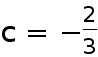 c = -2/3